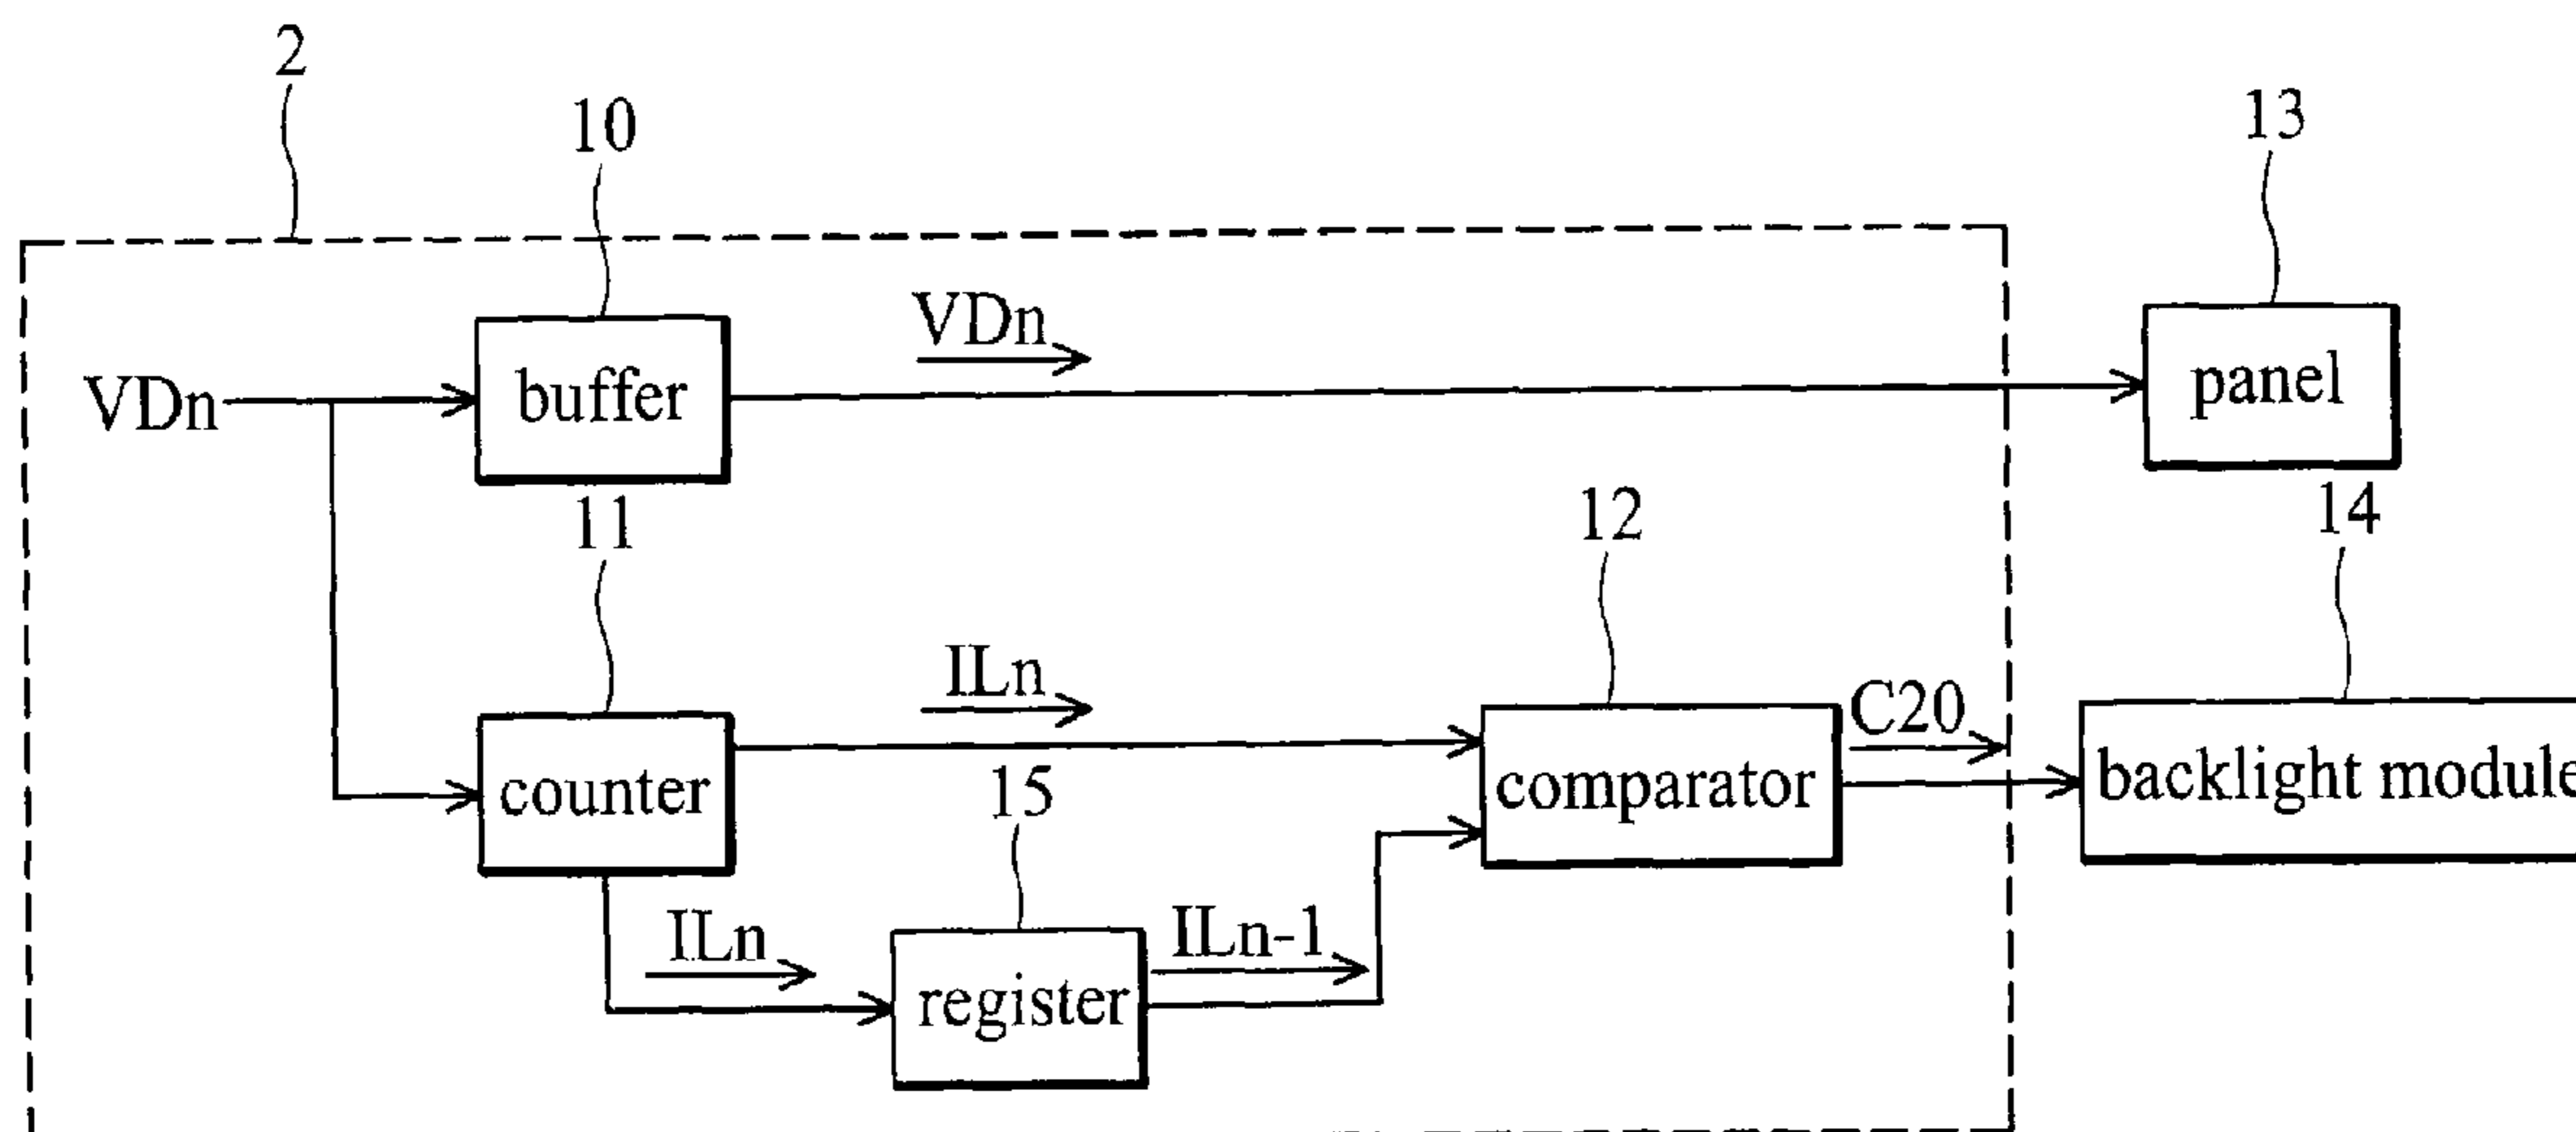 2
10
13
VDn
VDn
buffer
panel
11
12
14
ILn
C20
counter
15
comparator
backlight module
ILn
ILn-1
register